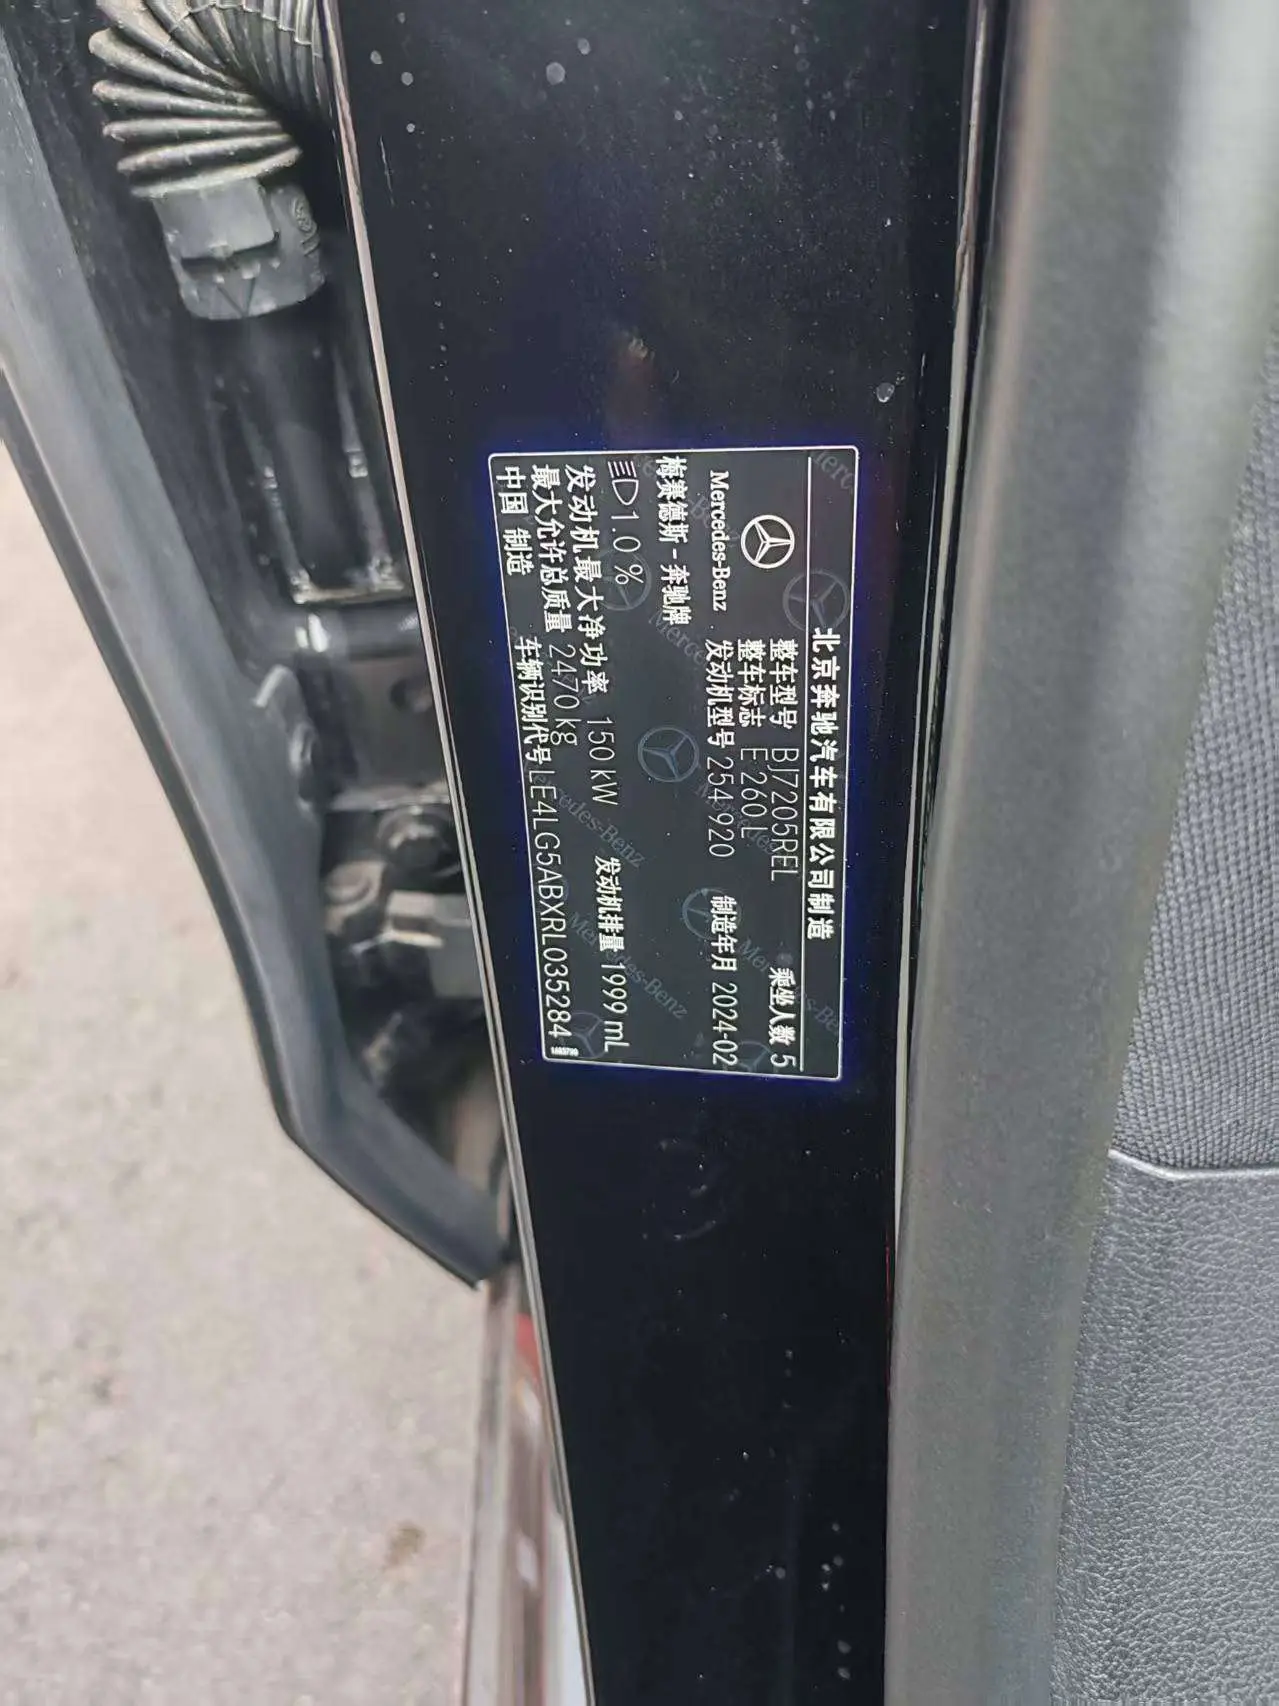 北京奔驰汽车有限公司制造
整车型号 BJ7205REL 乘坐人数 5
Mercedes-Benz 整车标志 E 260 L
梅赛德斯-奔驰牌 发动机型号 254920 制造年月 2024-02
1.0%
发动机最大净功率 150 kW 发动机排量 1999 mL
最大允许总质量 2470 kg
中国 制造 车辆识别代号 LE4LG5ABXRL035284